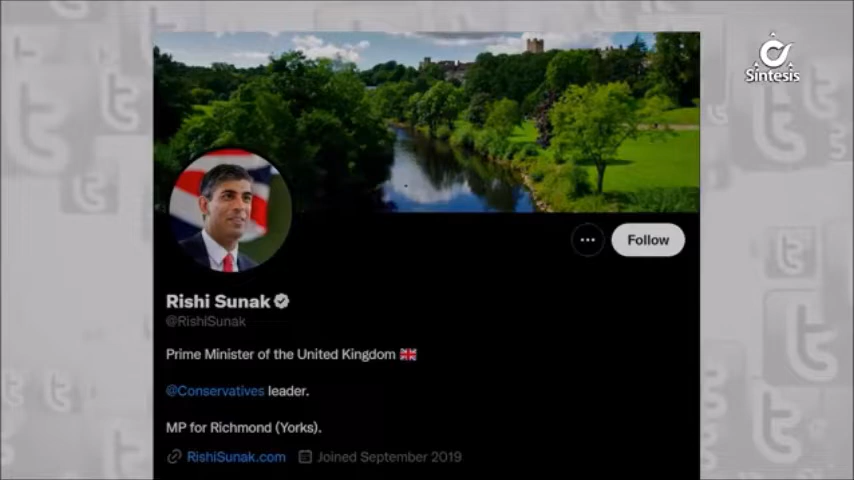 Síntesis
Follow
Rishi Sunak
@RishiSunak
Prime Minister of the United Kingdom 🇬🇧
@Conservatives leader.
MP for Richmond (Yorks).
RishiSunak.com Joined September 2019